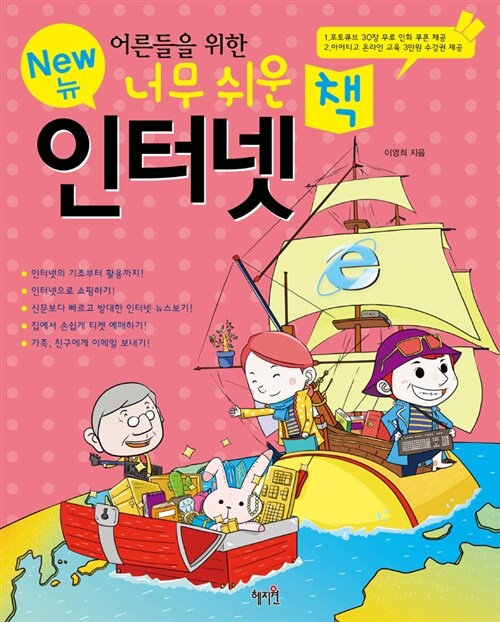 New
뉴
어른들을 위한
너무 쉬운
책
인터넷
1.포토큐브 30장 무료 인화 쿠폰 제공
2.아이티고 온라인 교육 3만원 수강권 제공
이영희 지음
인터넷의 기초부터 활용까지!
인터넷으로 쇼핑하기!
신문보다 빠르고 방대한 인터넷 뉴스보기!
집에서 손쉽게 티켓 예매하기!
가족, 친구에게 이메일 보내기!
e
혜지원